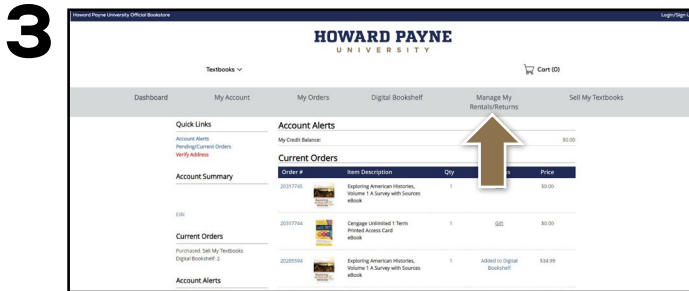 3
Howard Payne University Official Bookstore
Login/Sign U
HOWARD PAYNE
UNIVERSITY
Textbooks
Cart (0)
Dashboard
My Account
My Orders
Digital Bookshelf
Manage My
Rentals/Returns
Sell My Textbooks
Quick Links
Account Alerts
Pending/Current Orders
Verify Address
Account Summary
Edit
Current Orders
Purchased: Sell My Textbooks
Digital Bookshelf: 2
Account Alerts
Account Alerts
My Credit Balance:
$0.00
Current Orders
Order #
Item Description
Qty
Price
20317745
Exploring American Histories,
Volume 1 A Survey with Sources
eBook
1
$0.00
20317744
Cengage Unlimited 1 Term
Printed Access Card
eBook
1
Gift
$0.00
Exploring American Histories,
Volume 1 A Survey with Sources
eBook
1
Added to Digital
Bookshelf
$34.99